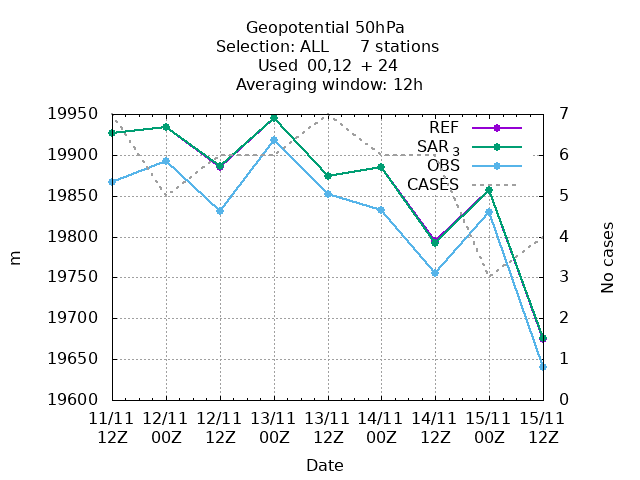 Geopotential 50hPa
Selection: ALL      7 stations
Used  00,12  + 24
Averaging window: 12h
19950
19900
19850
19800
19750
19700
19650
19600
7
6
5
4
3
2
1
0
REF
SAR3
OBS
CASES
m
No cases
11/11 12/11 12/11 13/11 13/11 14/11 14/11 15/11 15/11
12Z 00Z 12Z 00Z 12Z 00Z 12Z 00Z 12Z
Date